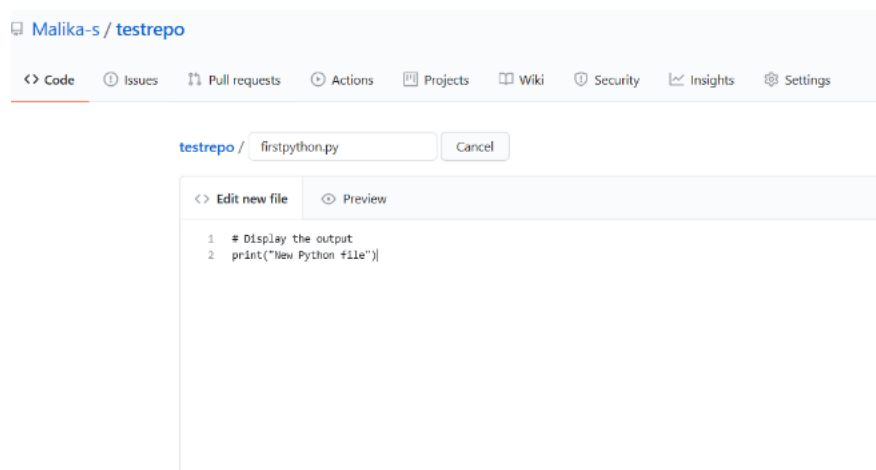 Malika-s / testrepo
Code Issues Pull requests Actions Projects Wiki Security Insights Settings
testrepo / firstpython.py Cancel
Edit new file Preview
1 # Display the output
2 print("New Python file")